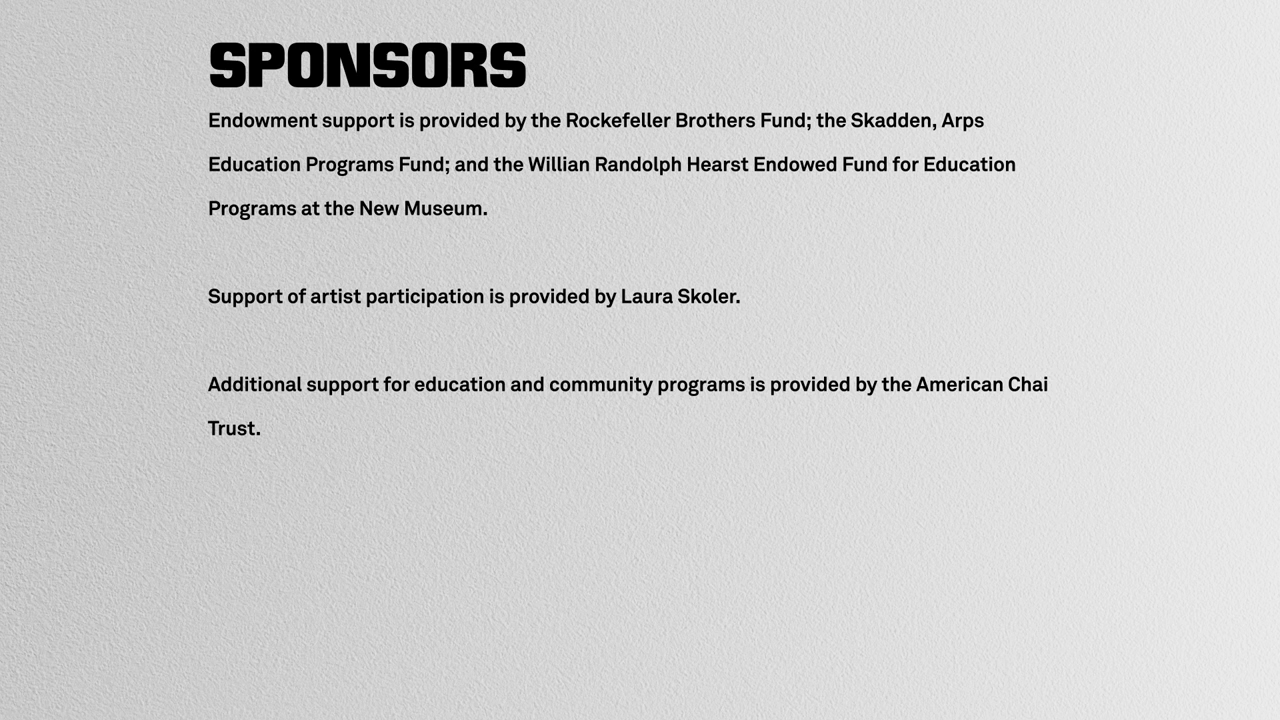 SPONSORS
Endowment support is provided by the Rockefeller Brothers Fund; the Skadden, Arps
Education Programs Fund; and the Willian Randolph Hearst Endowed Fund for Education
Programs at the New Museum.
Support of artist participation is provided by Laura Skoler.
Additional support for education and community programs is provided by the American Chai
Trust.